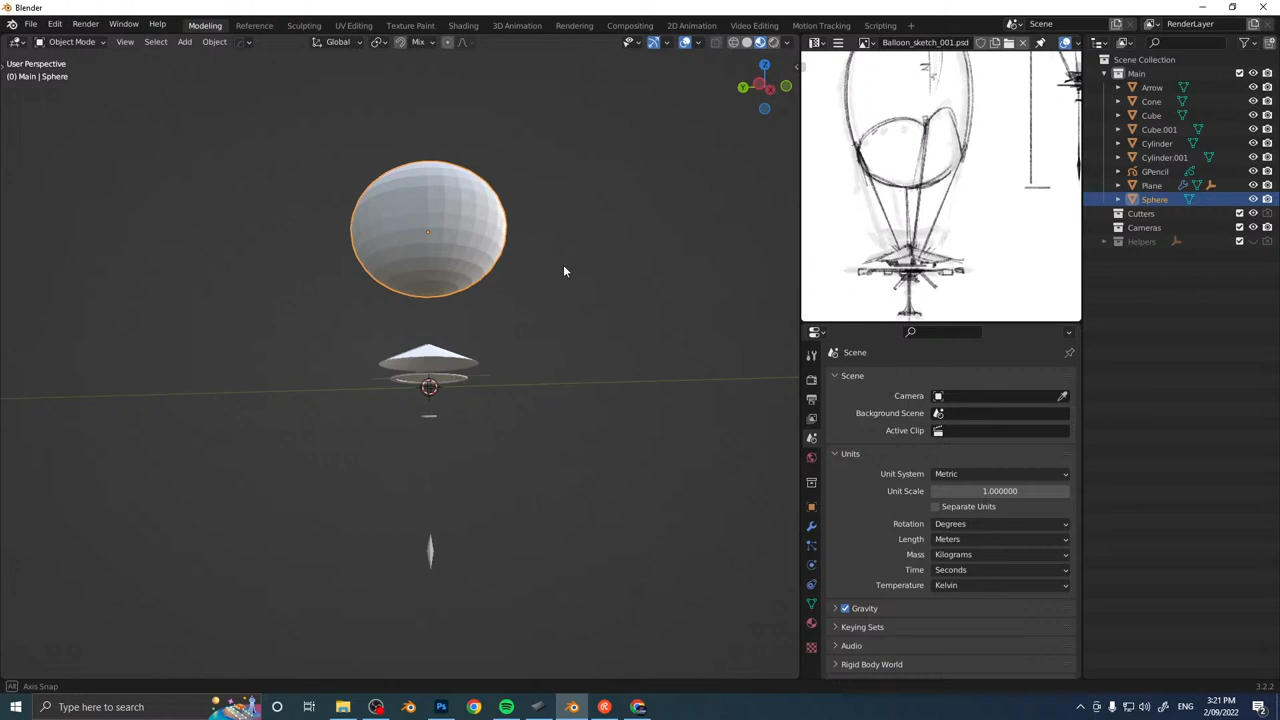 Blender
File Edit Render Window Help
Modeling Reference Sculpting UV Editing Texture Paint Shading 3D Animation Rendering Compositing 2D Animation Video Editing Motion Tracking Scripting +
Scene
RenderLayer
Object Mode
View Select Add Object
Global
Mix
Balloon_sketch_001.psd
User Perspective
(0) Main | Sphere
Z
Y
X
Scene Collection
Main
Arrow
Cone
Cube
Cube.001
Cylinder
Cylinder.001
GPencil
Plane
Sphere
Cutters
Cameras
Helpers
Scene
Scene
Camera
Background Scene
Active Clip
Units
Unit System Metric
Unit Scale 1.000000
Separate Units
Rotation Degrees
Length Meters
Mass Kilograms
Time Seconds
Temperature Kelvin
Gravity
Keying Sets
Audio
Rigid Body World
Alt Axis Snap
3.2.2
Type here to search
Ps
3:21 PM
2/09/2022